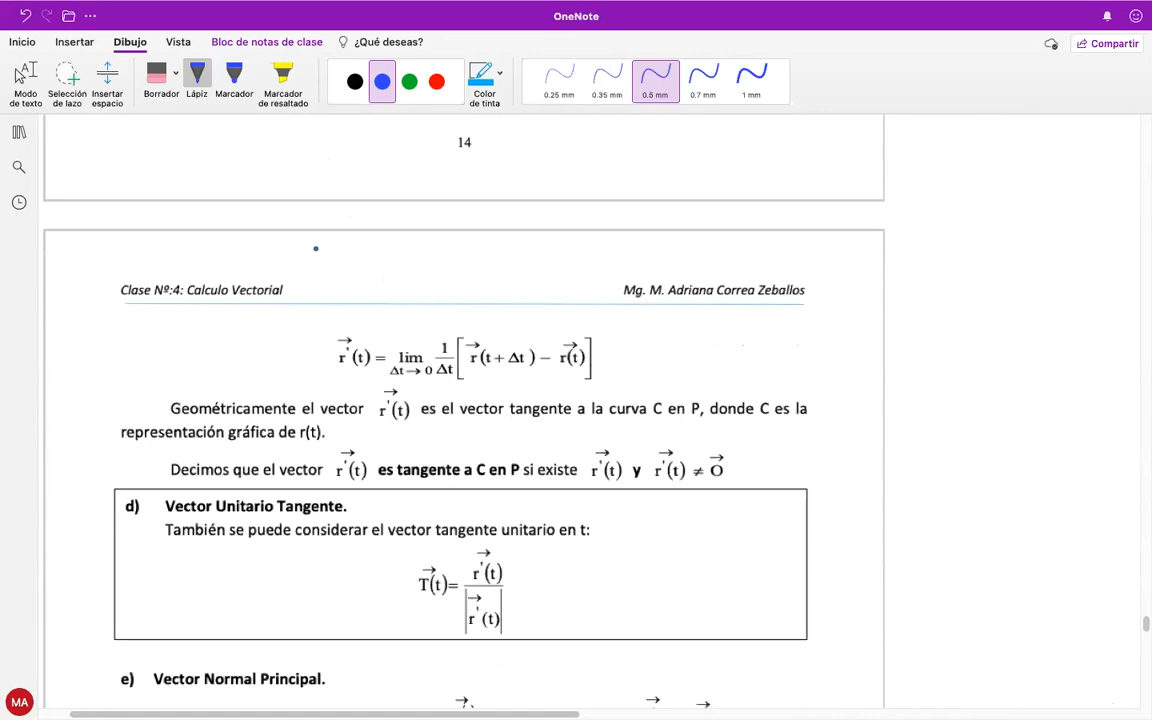 OneNote
Inicio Insertar Dibujo Vista Bloc de notas de clase ¿Qué deseas? Compartir
Modo de texto Selección de lazo Insertar espacio Borrador Lápiz Marcador Marcador de resaltado Color de tinta 0.25 mm 0.35 mm 0.5 mm 0.7 mm 1 mm
14
Clase Nº:4: Calculo Vectorial Mg. M. Adriana Correa Zeballos
r⃗'(t) = lim Δt→0 1/Δt [r⃗(t + Δt) − r⃗(t)]
Geométricamente el vector r⃗'(t) es el vector tangente a la curva C en P, donde C es la
representación gráfica de r(t).
Decimos que el vector r⃗'(t) es tangente a C en P si existe r⃗'(t) y r⃗'(t) ≠ O⃗
d) Vector Unitario Tangente.
También se puede considerar el vector tangente unitario en t:
T⃗(t)= r⃗'(t) / |r⃗'(t)|
e) Vector Normal Principal.
MA